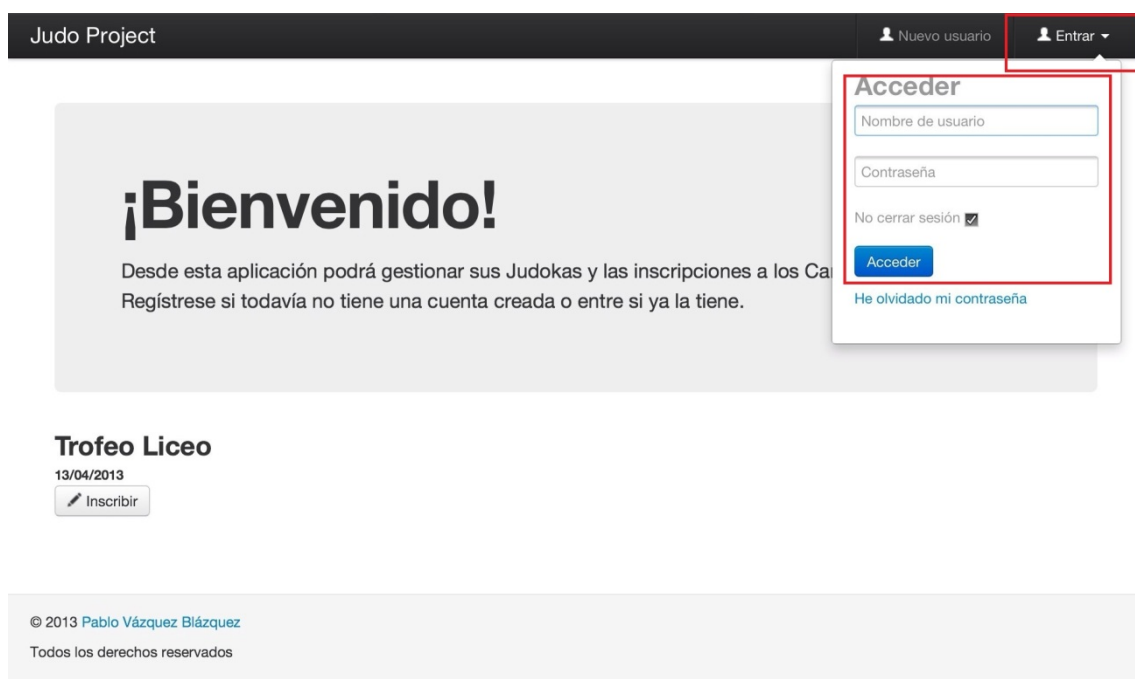 Judo Project
Nuevo usuario
Entrar
Acceder
Nombre de usuario
Contraseña
No cerrar sesión
Acceder
He olvidado mi contraseña
¡Bienvenido!
Desde esta aplicación podrá gestionar sus Judokas y las inscripciones a los
Regístrese si todavía no tiene una cuenta creada o entre si ya la tiene.
Trofeo Liceo
13/04/2013
Inscribir
© 2013 Pablo Vázquez Blázquez
Todos los derechos reservados